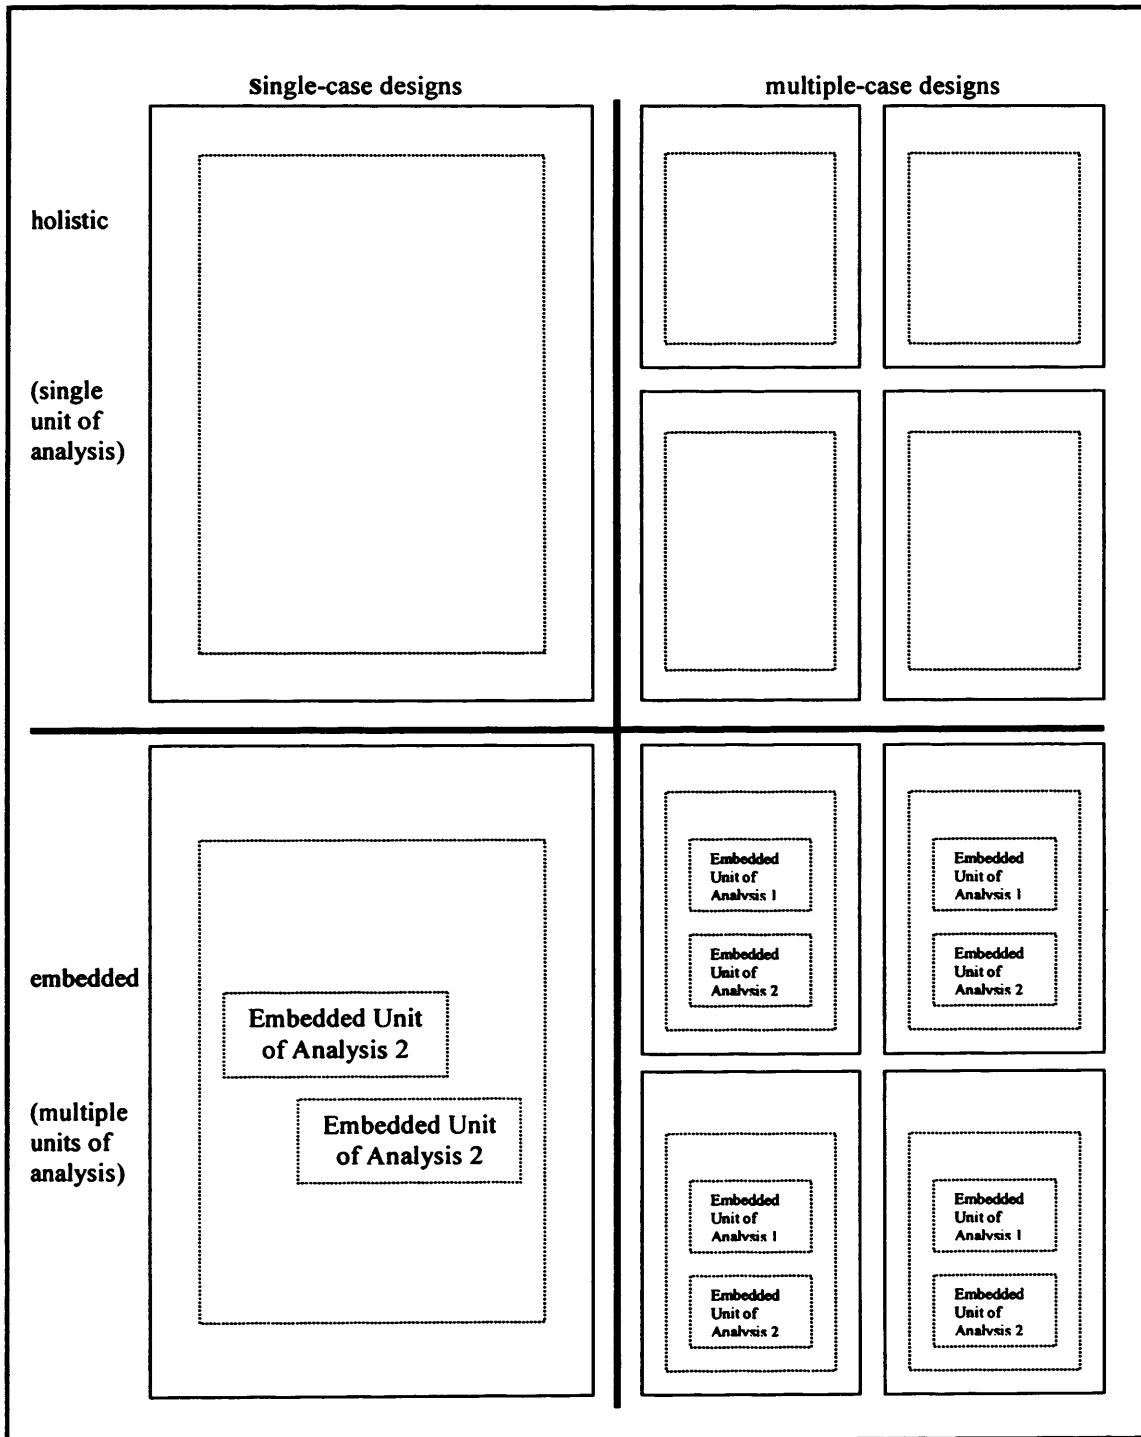 single-case designs
multiple-case designs
holistic
(single
unit of
analysis)
embedded
(multiple
units of
analysis)
Embedded Unit
of Analysis 2
Embedded Unit
of Analysis 2
Embedded
Unit of
Analysis 1
Embedded
Unit of
Analysis 2
Embedded
Unit of
Analysis 1
Embedded
Unit of
Analysis 2
Embedded
Unit of
Analysis 1
Embedded
Unit of
Analysis 2
Embedded
Unit of
Analysis 1
Embedded
Unit of
Analysis 2